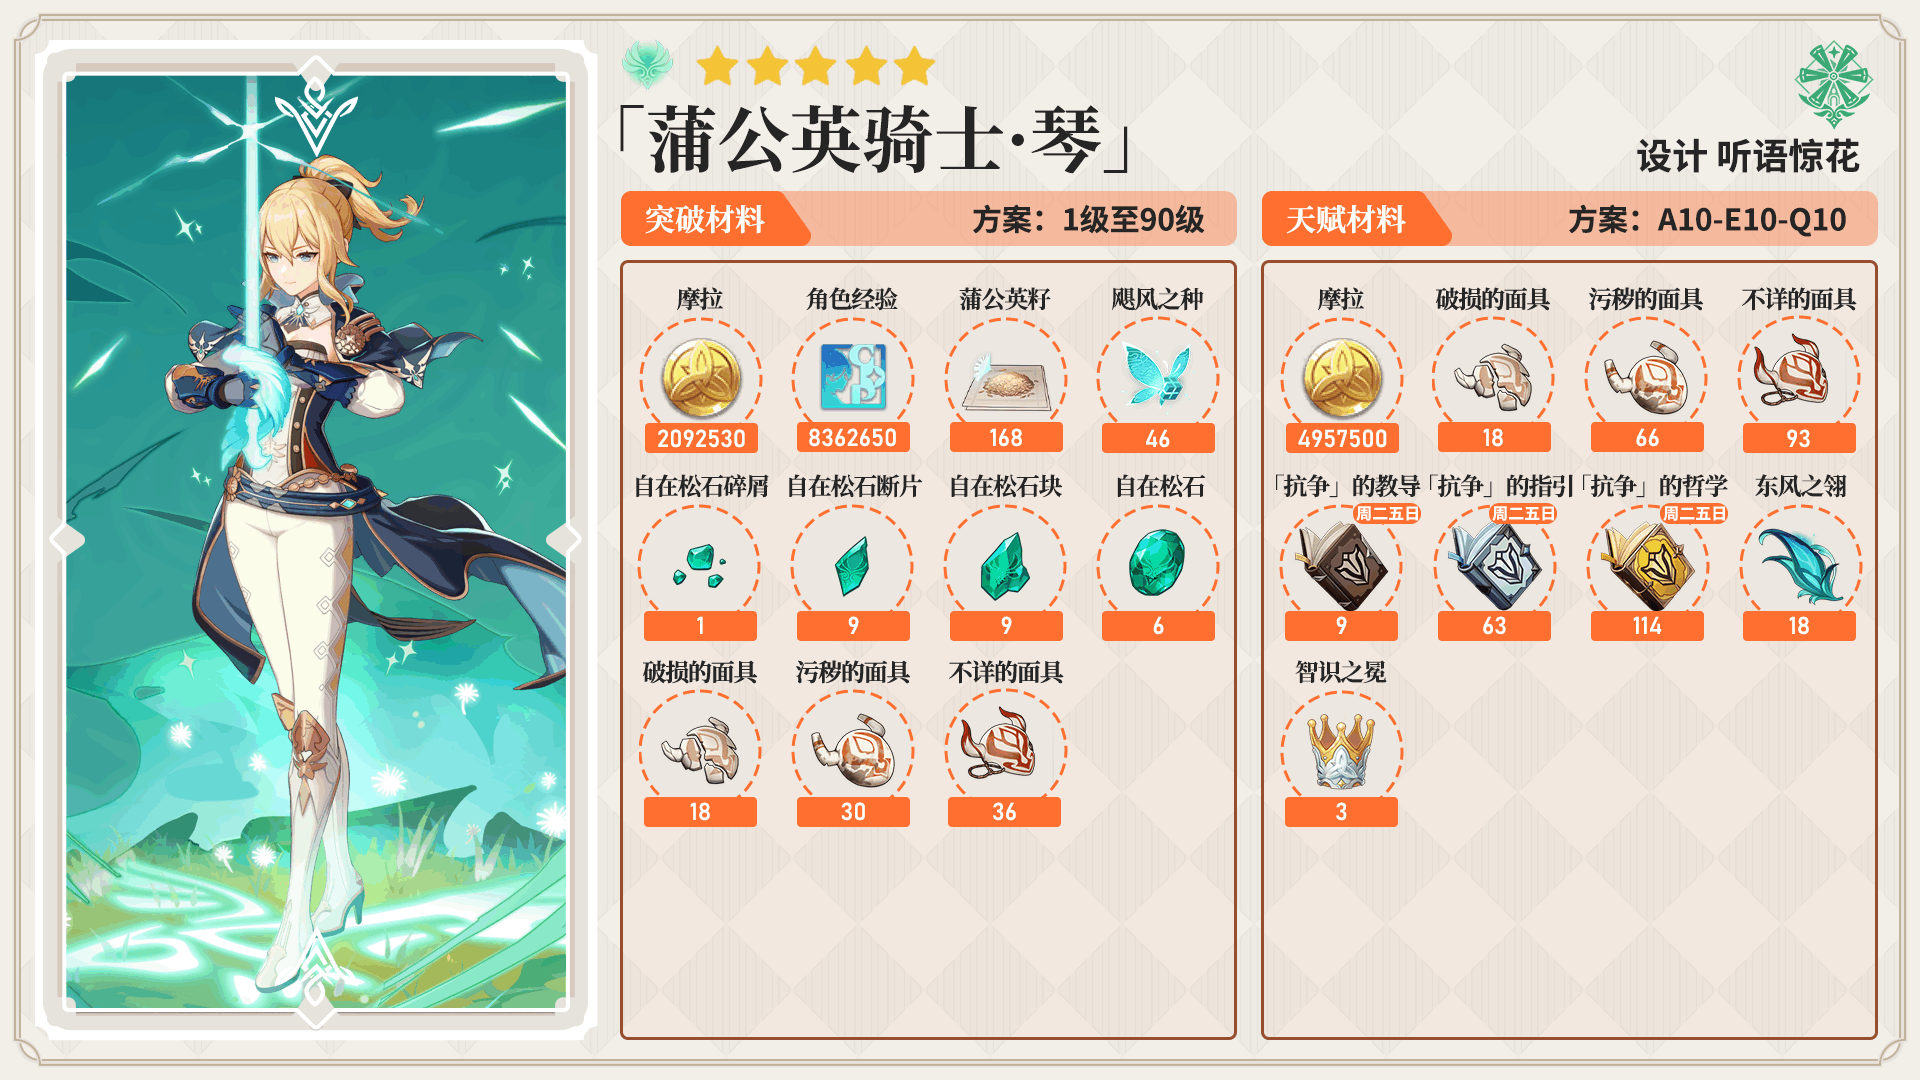 「蒲公英骑士·琴」
设计 听语惊花
突破材料
方案：1级至90级
摩拉
角色经验
蒲公英籽
飓风之种
2092530
8362650
168
46
自在松石碎屑
自在松石断片
自在松石块
自在松石
1
9
9
6
破损的面具
污秽的面具
不详的面具
18
30
36
天赋材料
方案：A10-E10-Q10
摩拉
破损的面具
污秽的面具
不详的面具
4957500
18
66
93
「抗争」的教导
「抗争」的指引
「抗争」的哲学
东风之翎
周二五日
周二五日
周二五日
9
63
114
18
智识之冕
3